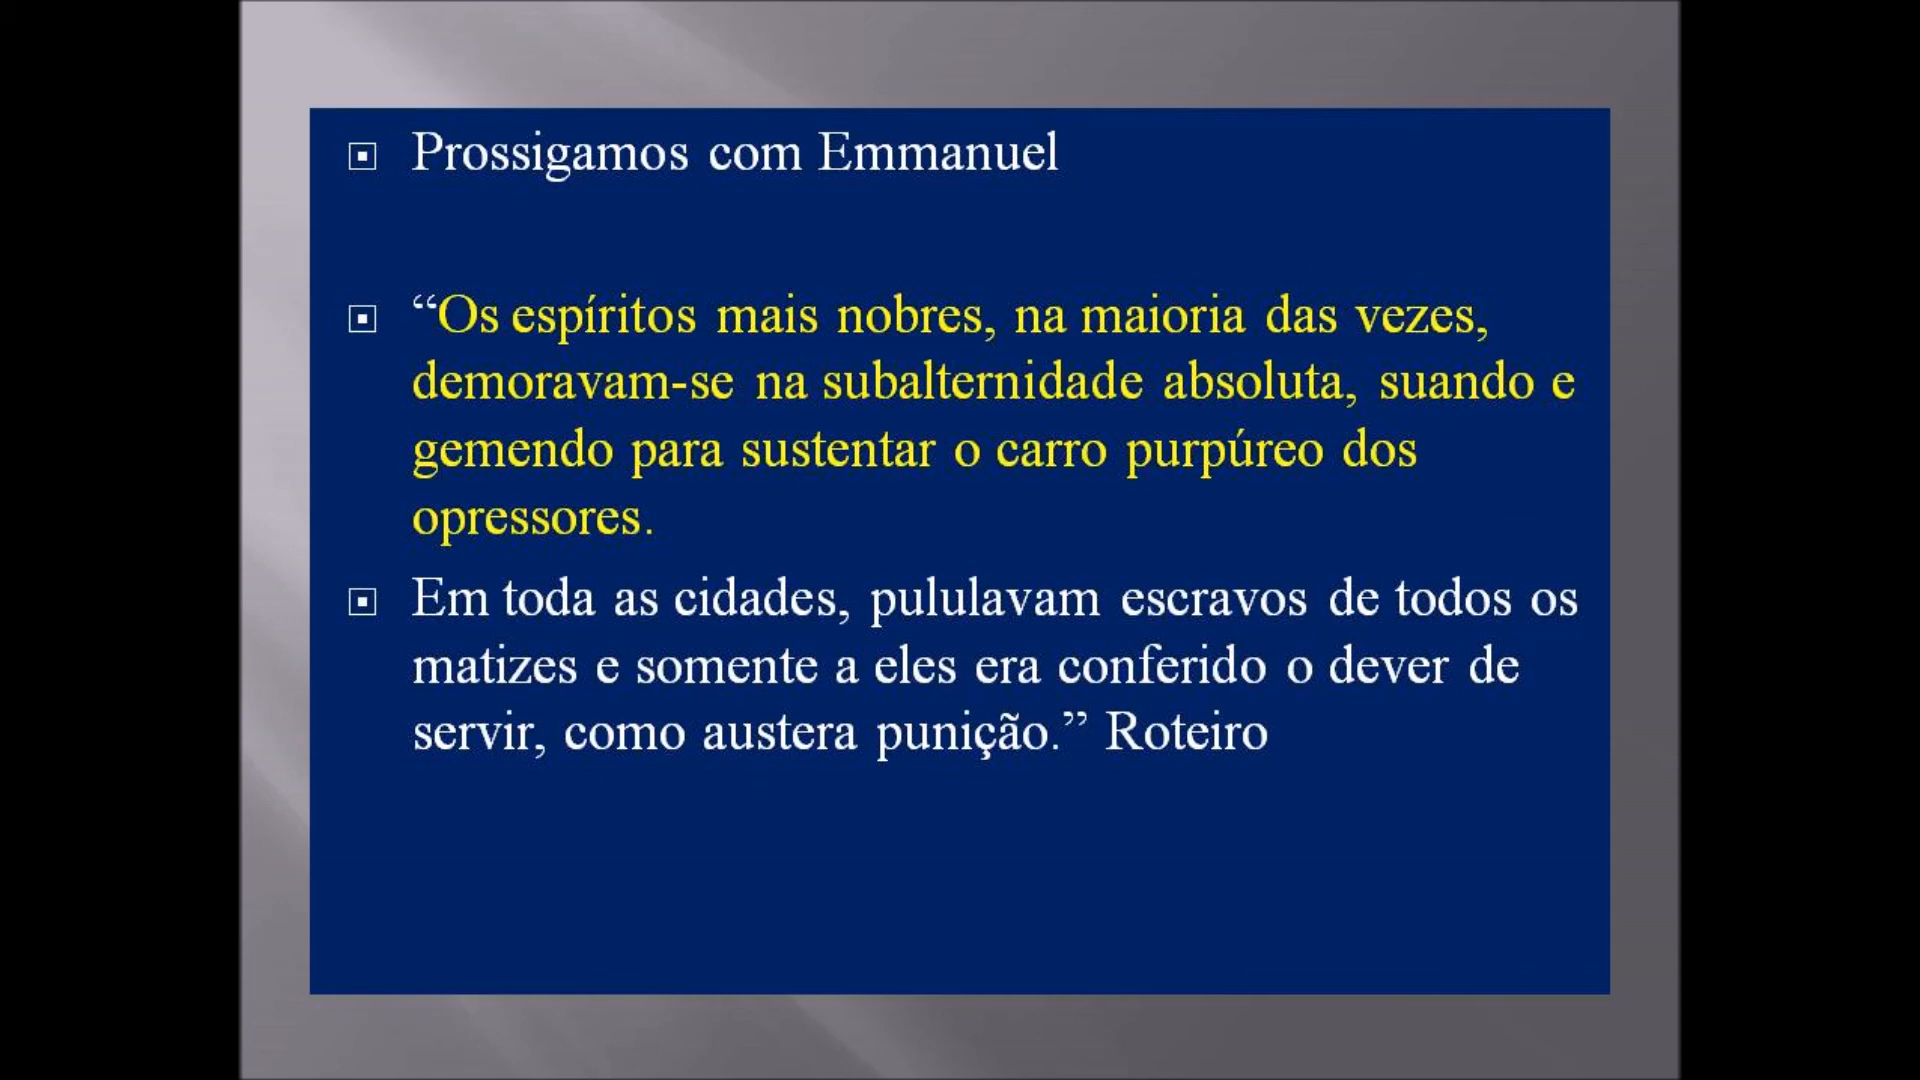 Prossigamos com Emmanuel
“Os espíritos mais nobres, na maioria das vezes,
demoravam-se na subalternidade absoluta, suando e
gemendo para sustentar o carro purpúreo dos
opressores.
Em toda as cidades, pululavam escravos de todos os
matizes e somente a eles era conferido o dever de
servir, como austera punição.” Roteiro